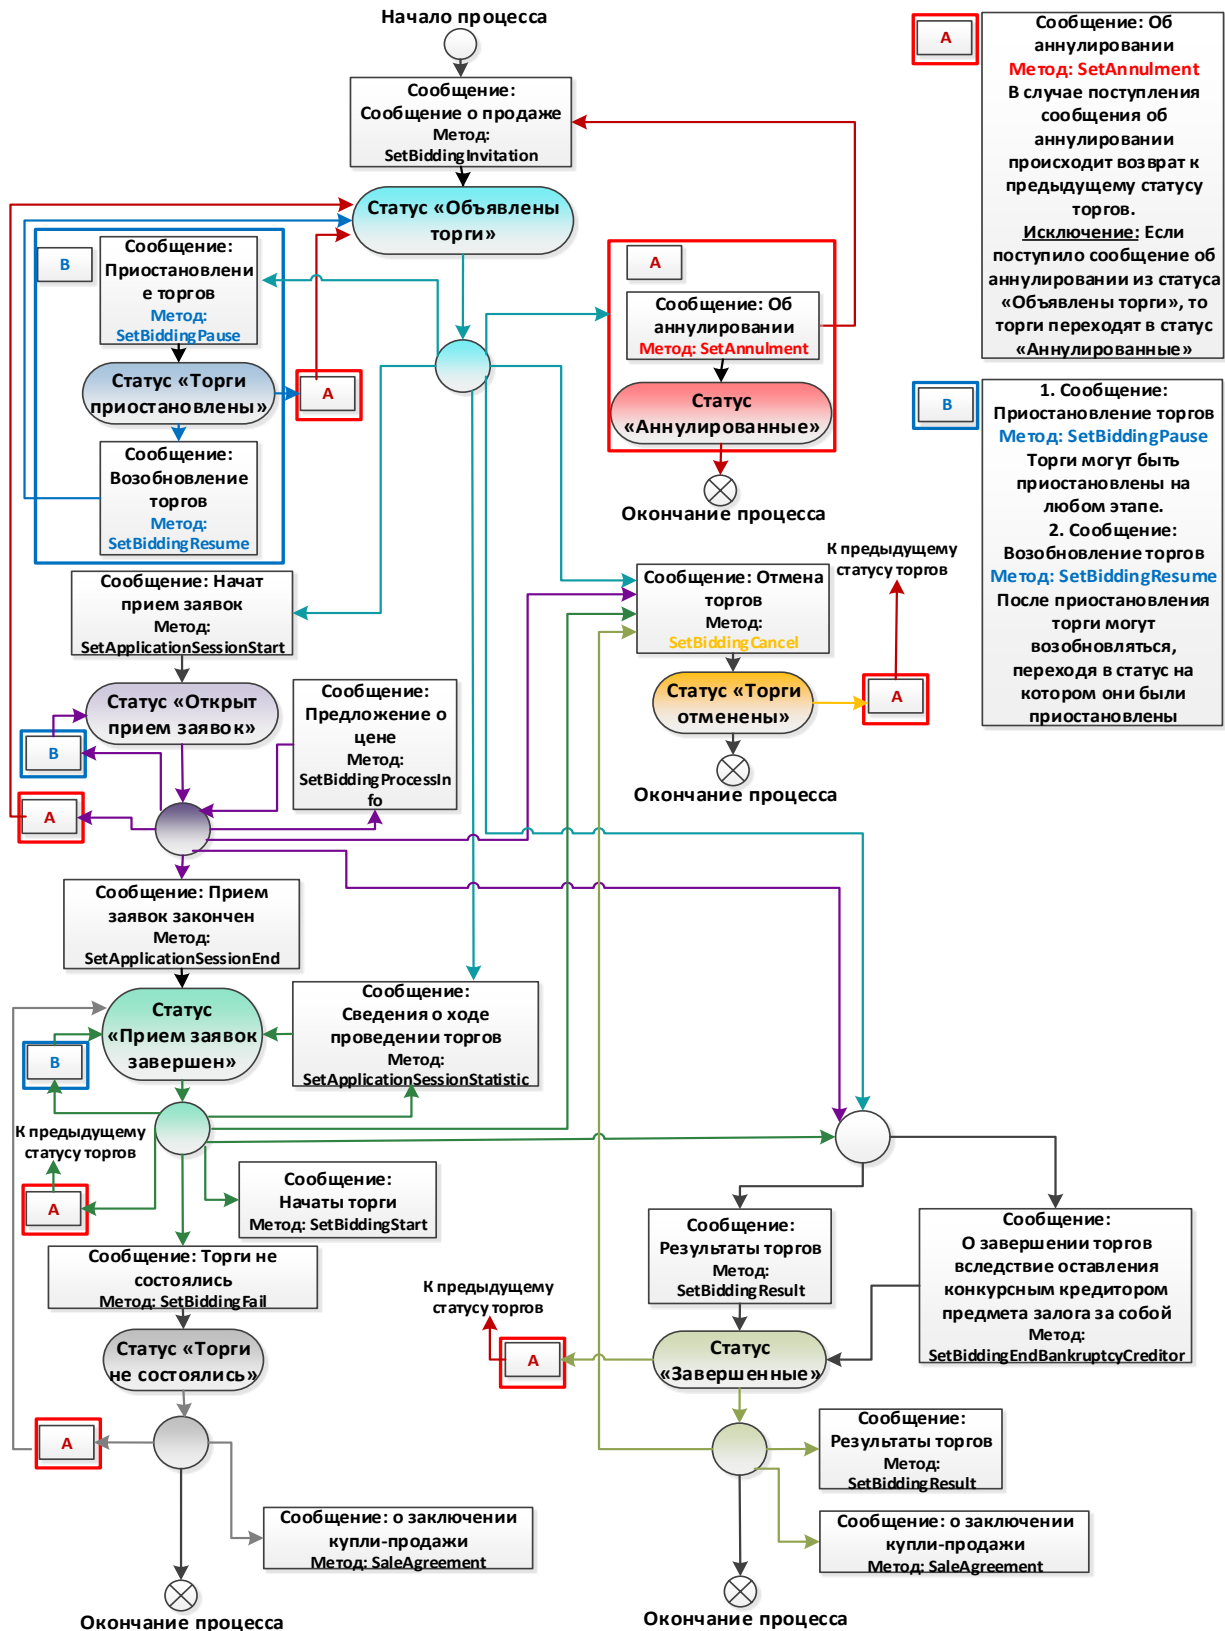 Начало процесса
Сообщение:
Сообщение о продаже
Метод:
SetBiddingInvitation
Статус «Объявлены
торги»
B
Сообщение:
Приостановлени
е торгов
Метод:
SetBiddingPause
Статус «Торги
приостановлены»
A
Сообщение:
Возобновление
торгов
Метод:
SetBiddingResume
A
Сообщение: Об
аннулировании
Метод: SetAnnulment
Статус
«Аннулированные»
Окончание процесса
A
Сообщение: Об
аннулировании
Метод: SetAnnulment
В случае поступления
сообщения об
аннулировании
происходит возврат к
предыдущему статусу
торгов.
Исключение: Если
поступило сообщение об
аннулировании из статуса
«Объявлены торги», то
торги переходят в статус
«Аннулированные»
B
1. Сообщение:
Приостановление торгов
Метод: SetBiddingPause
Торги могут быть
приостановлены на
любом этапе.
2. Сообщение:
Возобновление торгов
Метод: SetBiddingResume
После приостановления
торги могут
возобновляться,
переходя в статус на
котором они были
приостановлены
Сообщение: Начат
прием заявок
Метод:
SetApplicationSessionStart
Статус «Открыт
прием заявок»
B
A
Сообщение:
Предложение о
цене
Метод:
SetBiddingProcessIn
fo
Сообщение: Отмена
торгов
Метод:
SetBiddingCancel
Статус «Торги
отменены»
Окончание процесса
К предыдущему
статусу торгов
A
Сообщение: Прием
заявок закончен
Метод:
SetApplicationSessionEnd
Статус
«Прием заявок
завершен»
B
Сообщение:
Сведения о ходе
проведении торгов
Метод:
SetApplicationSessionStatistic
К предыдущему
статусу торгов
A
Сообщение:
Начаты торги
Метод: SetBiddingStart
Сообщение: Торги не
состоялись
Метод: SetBiddingFail
Статус «Торги
не состоялись»
A
Сообщение: о заключении
купли-продажи
Метод: SaleAgreement
Окончание процесса
Сообщение:
Результаты торгов
Метод:
SetBiddingResult
Сообщение:
О завершении торгов
вследствие оставления
конкурсным кредитором
предмета залога за собой
Метод:
SetBiddingEndBankruptcyCreditor
К предыдущему
статусу торгов
A
Статус
«Завершенные»
Сообщение:
Результаты торгов
Метод:
SetBiddingResult
Сообщение: о заключении
купли-продажи
Метод: SaleAgreement
Окончание процесса